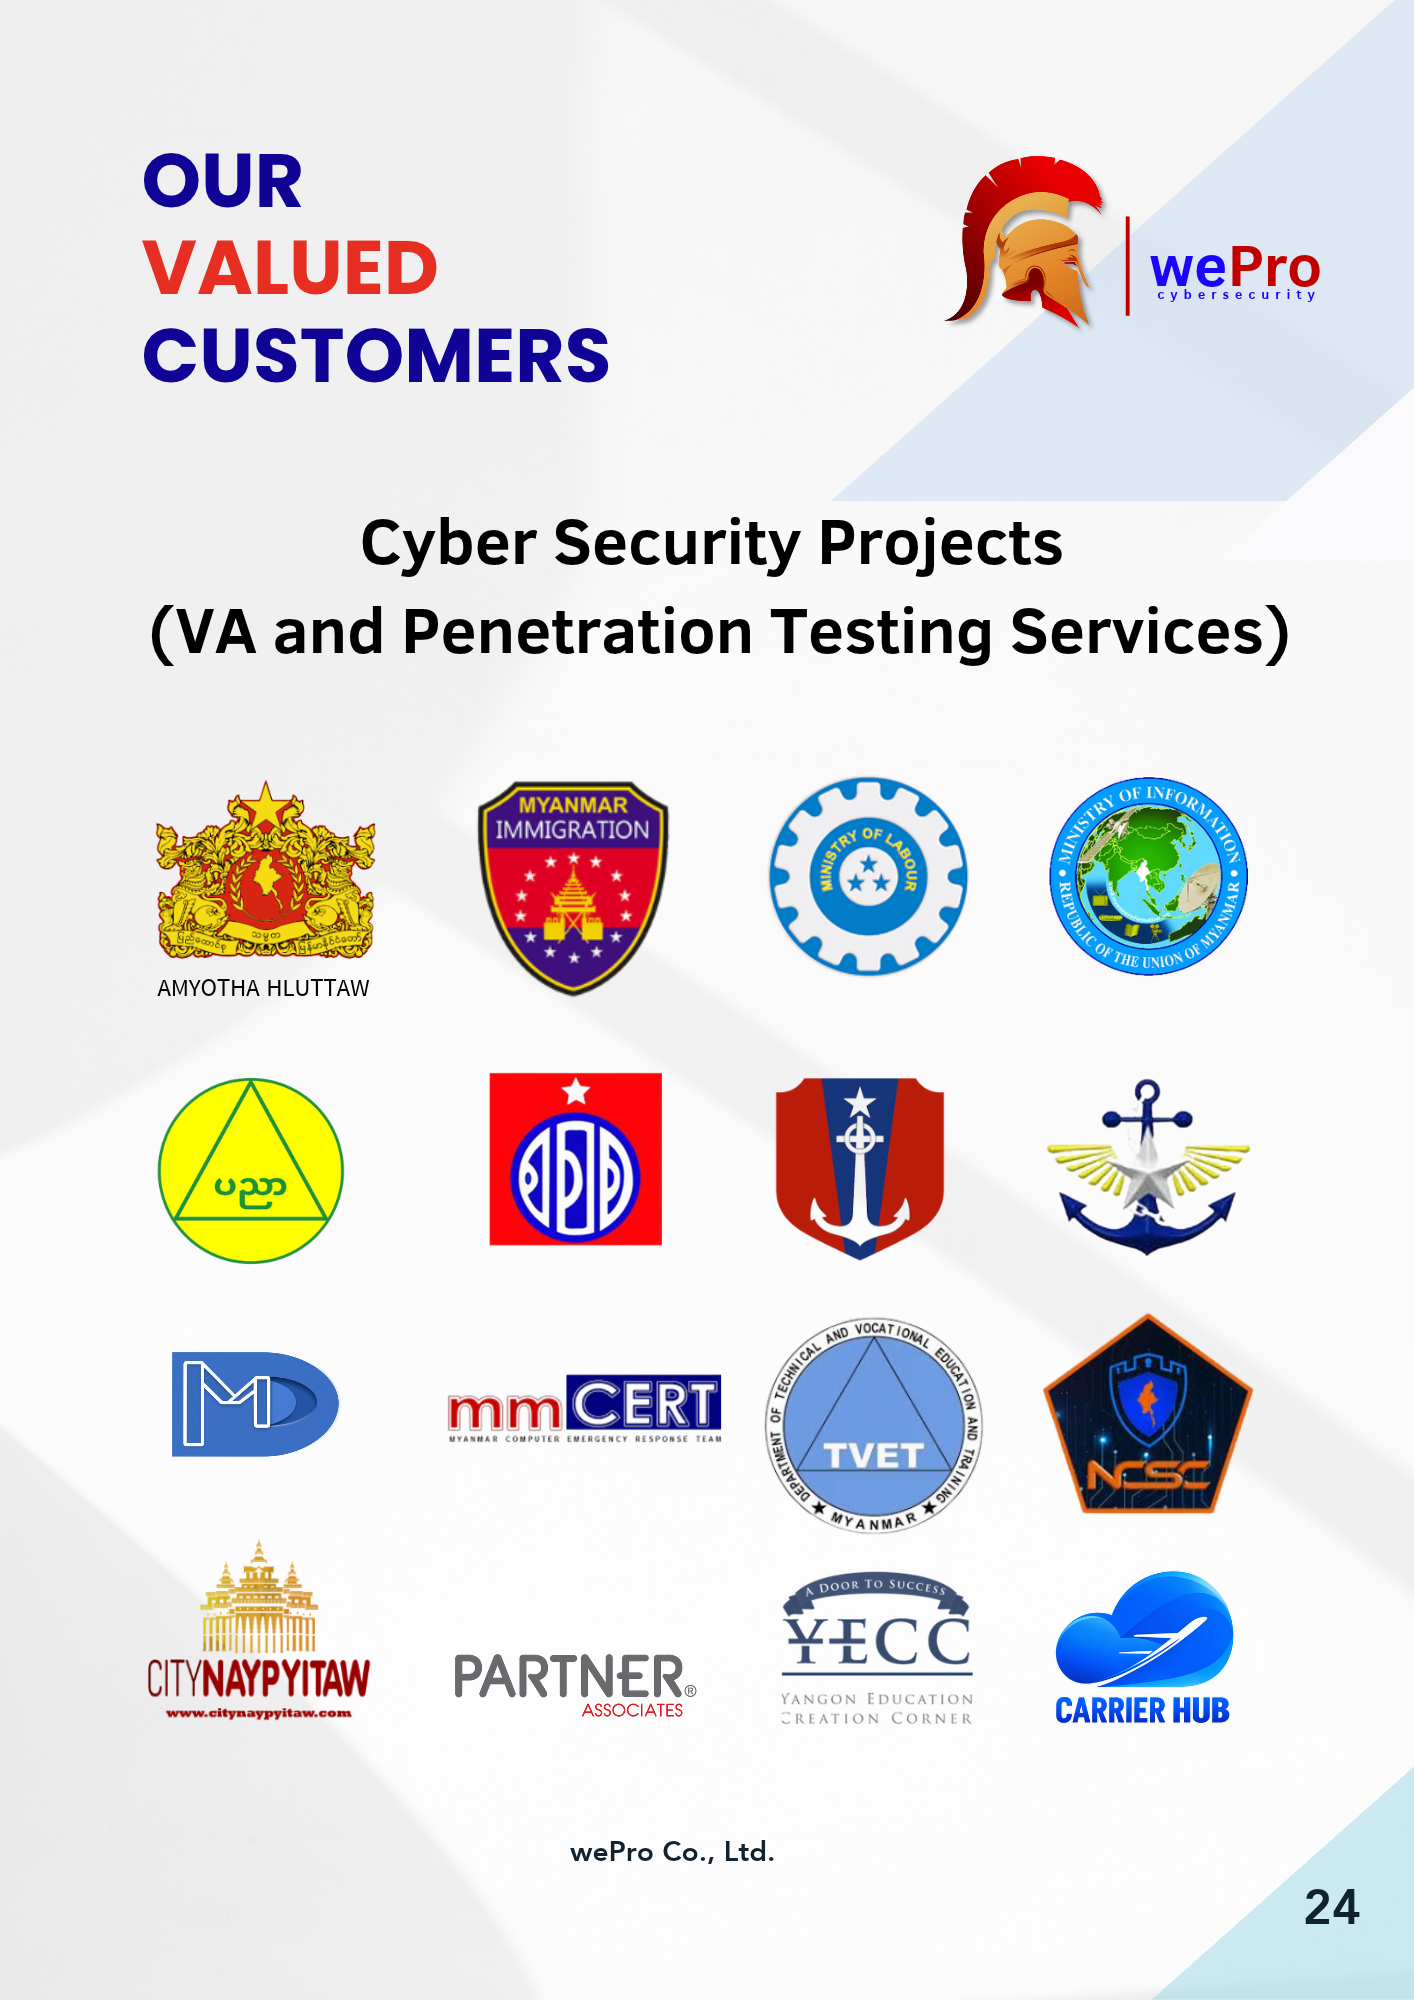 OUR
VALUED
CUSTOMERS
wePro
cybersecurity
Cyber Security Projects
(VA and Penetration Testing Services)
AMYOTHA HLUTTAW
MYANMAR
IMMIGRATION
MINISTRY OF LABOUR
MINISTRY OF INFORMATION
REPUBLIC OF THE UNION OF MYANMAR
ပညာ
MD
mmCERT
MYANMAR COMPUTER EMERGENCY RESPONSE TEAM
DEPARTMENT OF TECHNICAL AND VOCATIONAL EDUCATION AND TRAINING
TVET
MYANMAR
NCSC
CITYNAYPYITAW
www.citynaypyitaw.com
PARTNER®
ASSOCIATES
A DOOR TO SUCCESS
YECC
YANGON EDUCATION
CREATION CORNER
CARRIER HUB
wePro Co., Ltd.
24